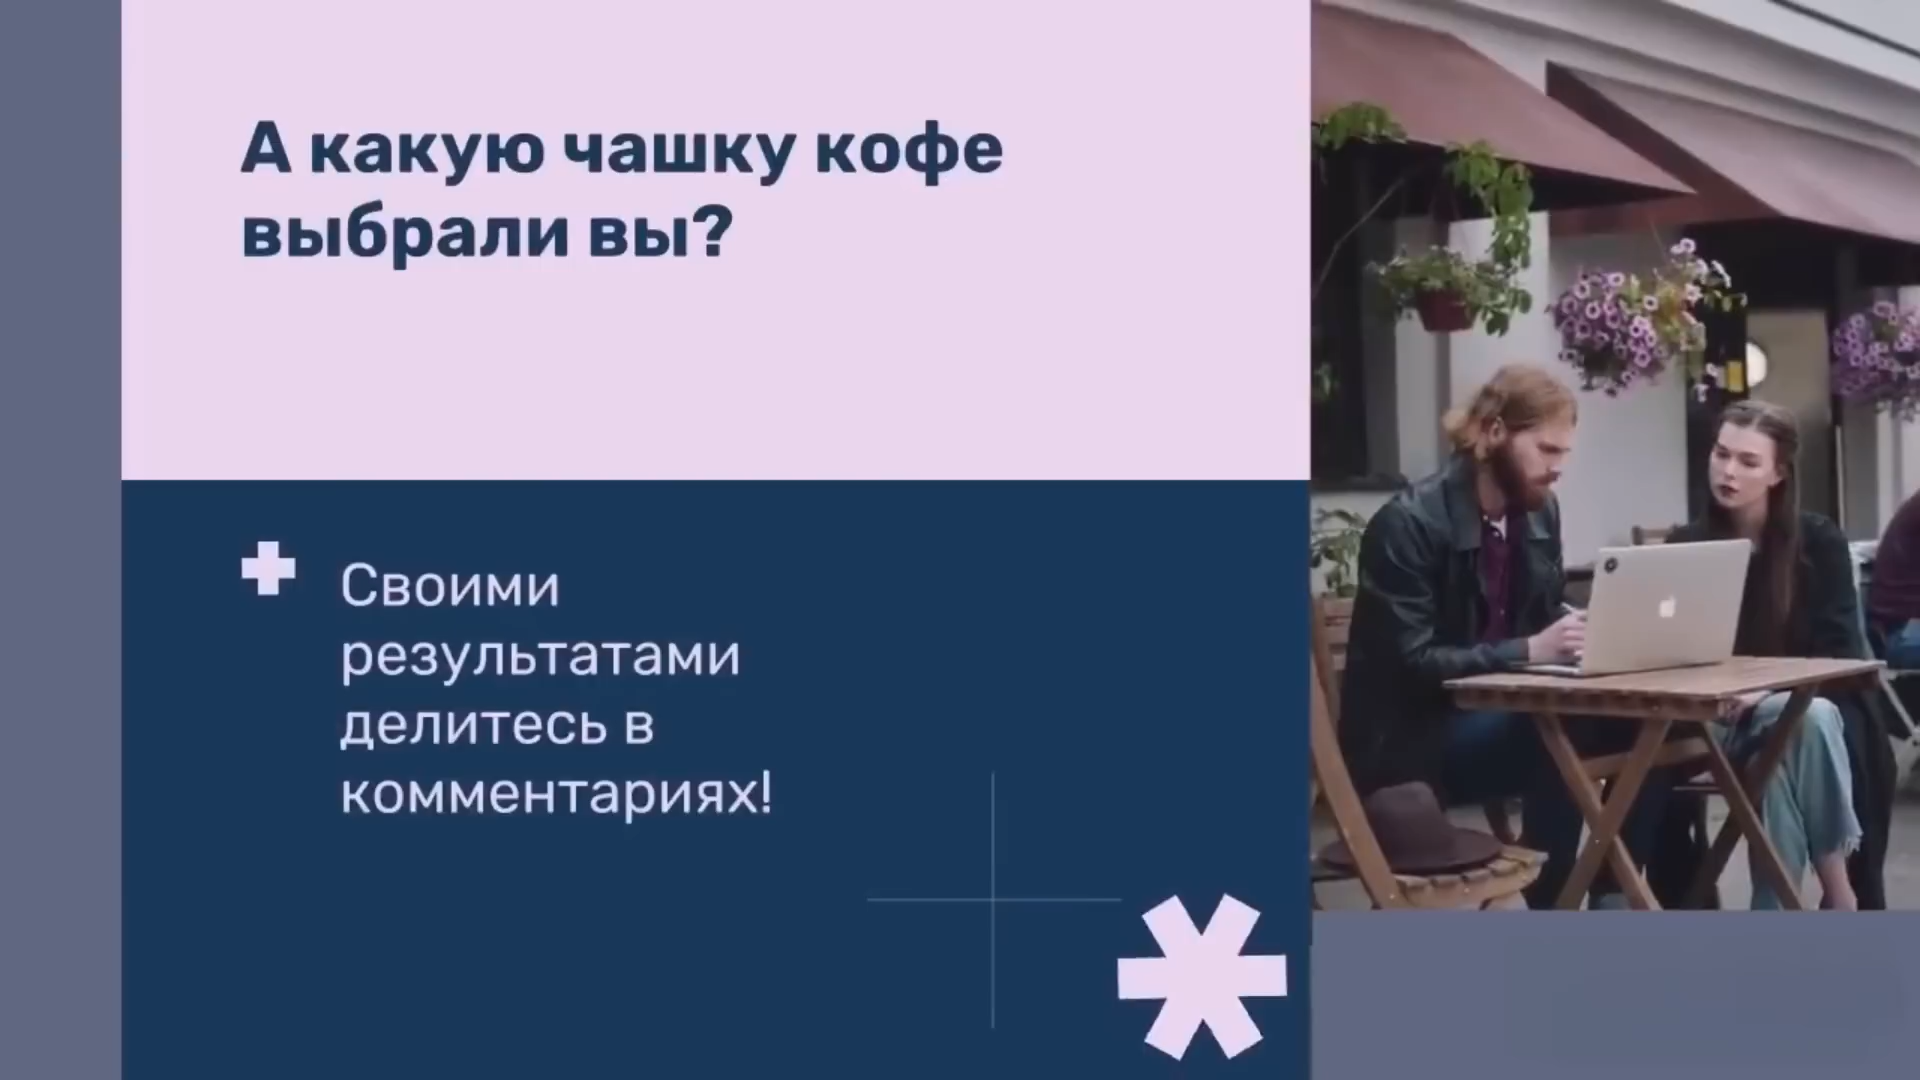 А какую чашку кофе
выбрали вы?
Своими
результатами
делитесь в
комментариях!